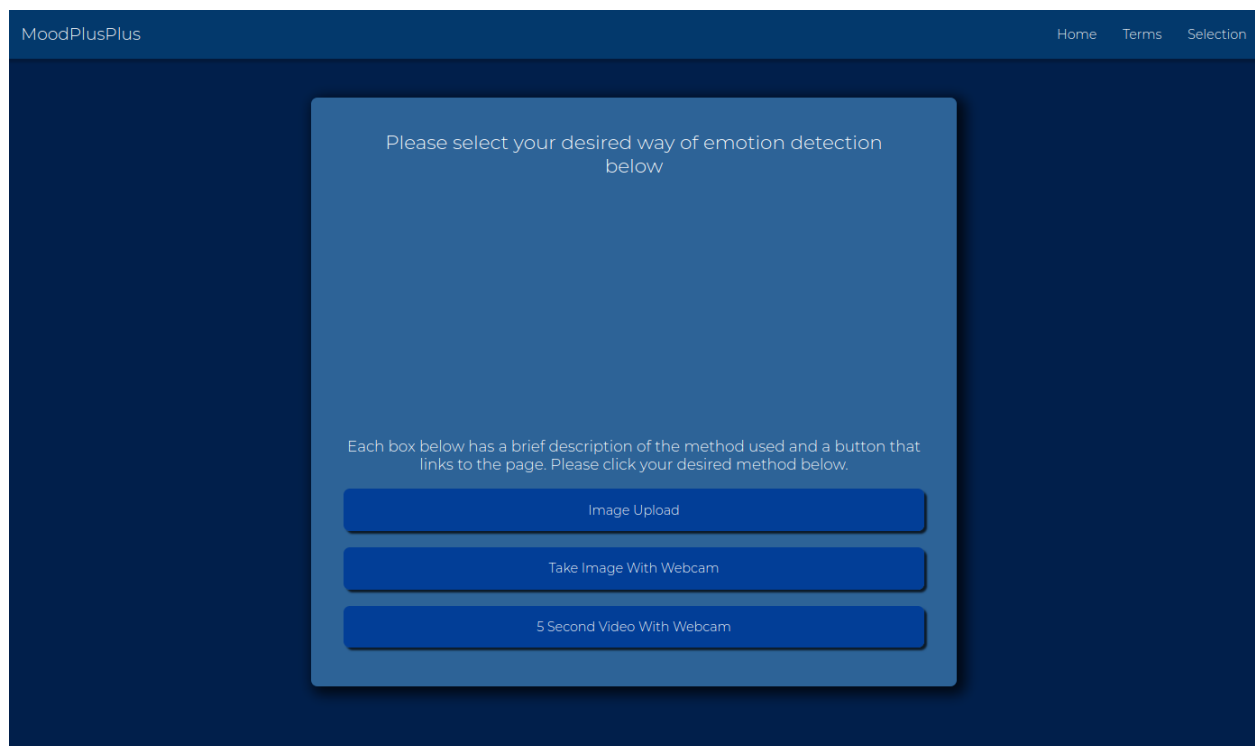 MoodPlusPlus
Home Terms Selection
Please select your desired way of emotion detection
below
Each box below has a brief description of the method used and a button that
links to the page. Please click your desired method below.
Image Upload
Take Image With Webcam
5 Second Video With Webcam